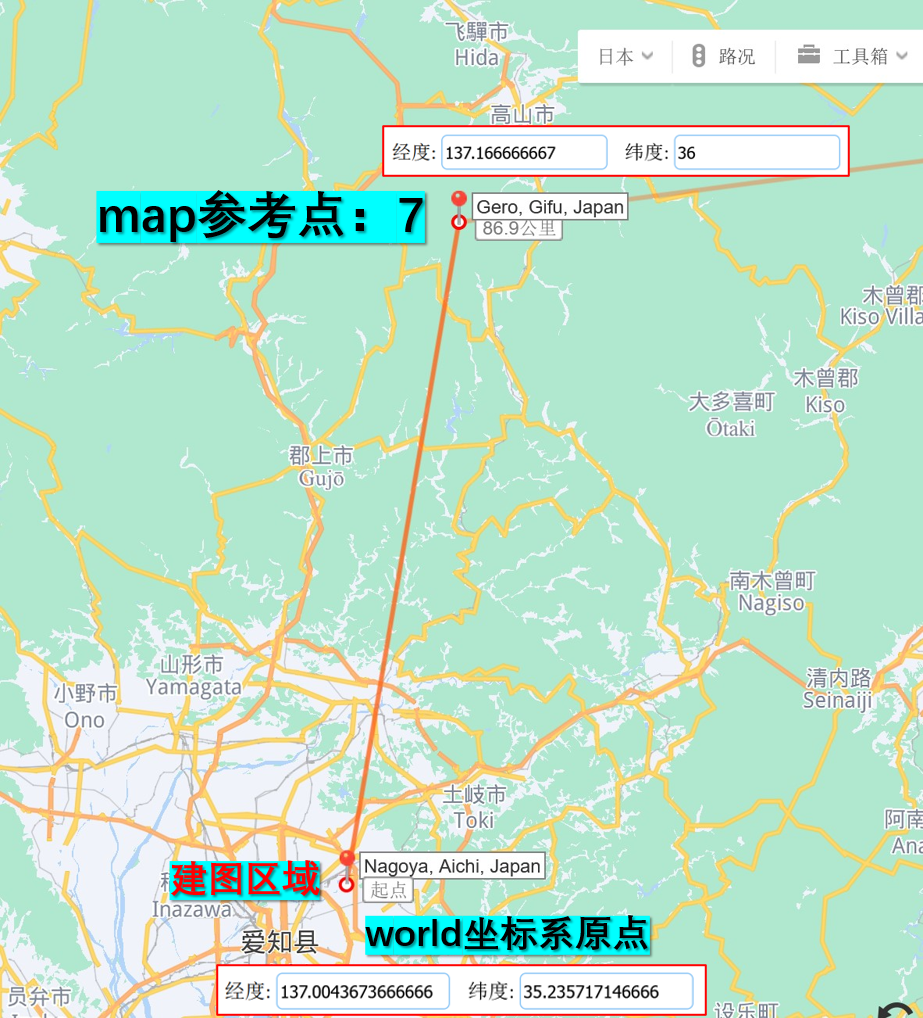 飞驒市
Hida
日本
路况
工具箱
高山市
经度: 137.166666667 纬度: 36
map参考点：7
Gero, Gifu, Japan
86.9公里
木曾郡
Kiso Villa
木曾郡
Kiso
大多喜町
Ōtaki
郡上市
Gujō
南木曾町
Nagiso
山形市
Yamagata
清内路
Seinaiji
小野市
Ono
土岐市
Toki
阿南
Ana
Nagoya, Aichi, Japan
起点
建图区域
Inazawa
world坐标系原点
爱知县
经度: 137.0043673666666 纬度: 35.235717146666
员弁市
设乐町